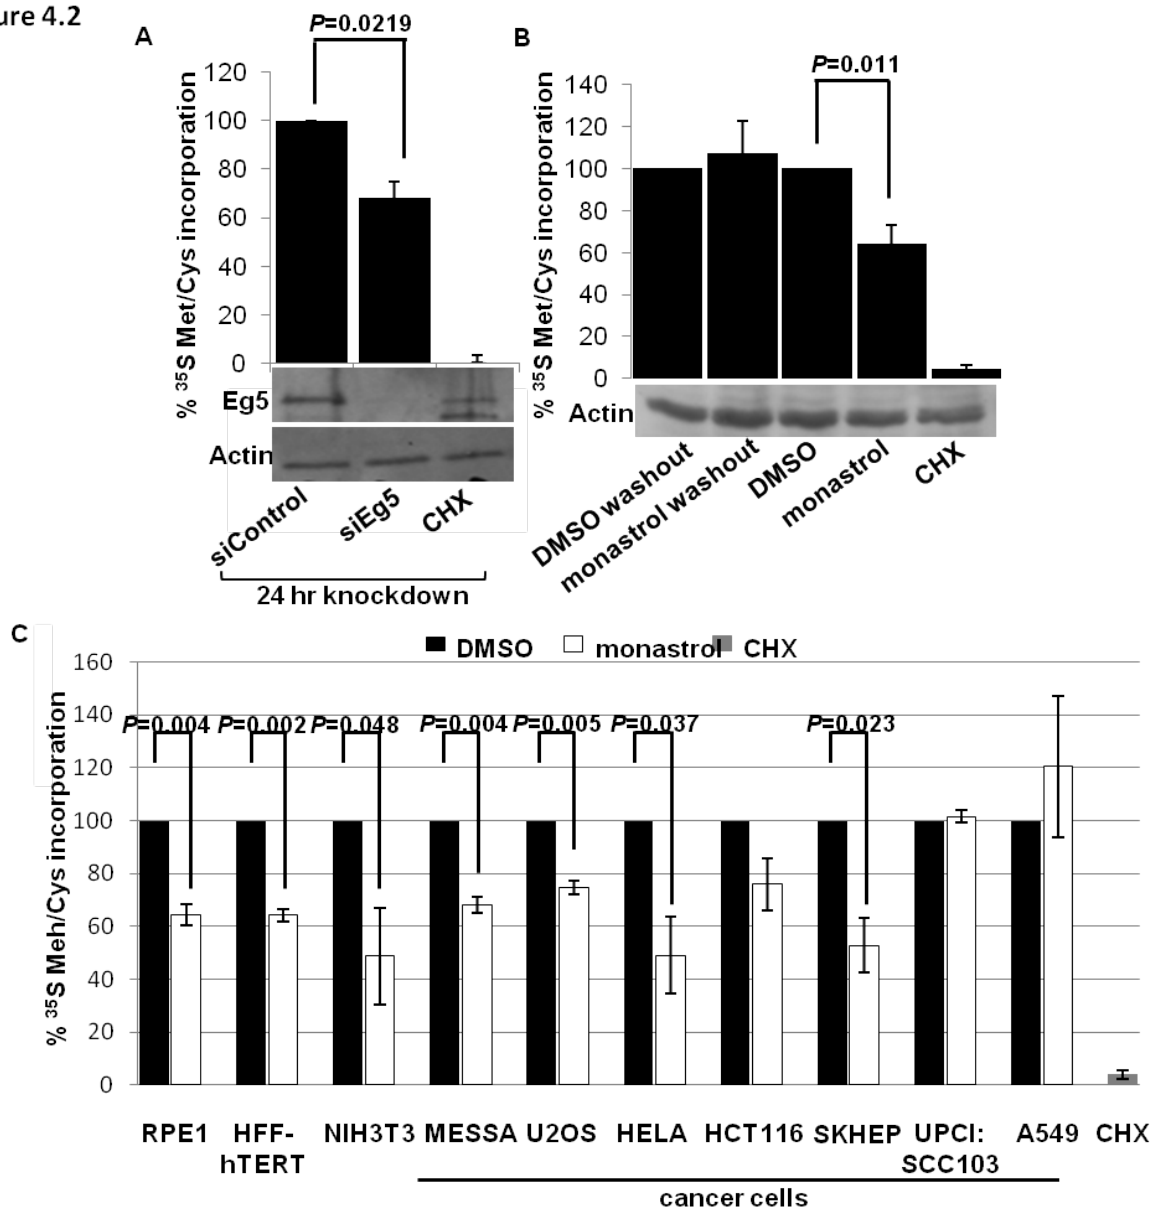 ure 4.2
A
P=0.0219
% 35S Met/Cys incorporation
120
100
80
60
40
20
0
Eg5
Actin
siControl
siEg5
CHX
24 hr knockdown
B
P=0.011
% 35S Met/Cys incorporation
140
120
100
80
60
40
20
0
Actin
DMSO washout
monastrol washout
DMSO
monastrol
CHX
C
DMSO monastrol CHX
% 35S Meh/Cys incorporation
160
140
120
100
80
60
40
20
0
P=0.004 P=0.002 P=0.048 P=0.004 P=0.005 P=0.037 P=0.023
RPE1 HFF- NIH3T3 MESSA U2OS HELA HCT116 SKHEP UPCI: A549 CHX
hTERT SCC103
cancer cells